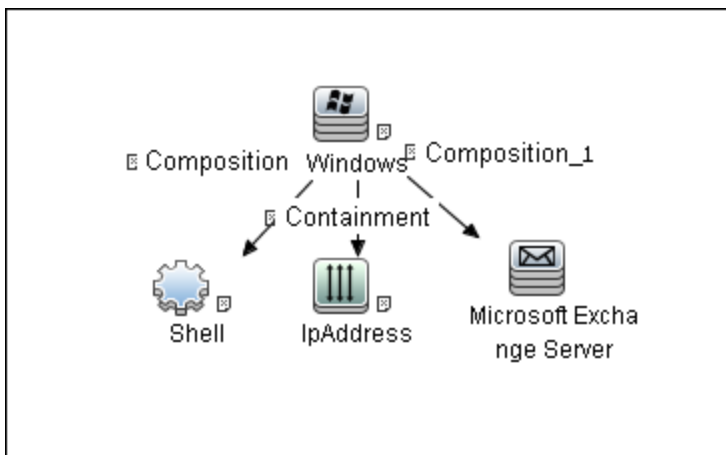 Composition
Windows
Composition_1
Containment
Shell
IpAddress
Microsoft Excha
nge Server